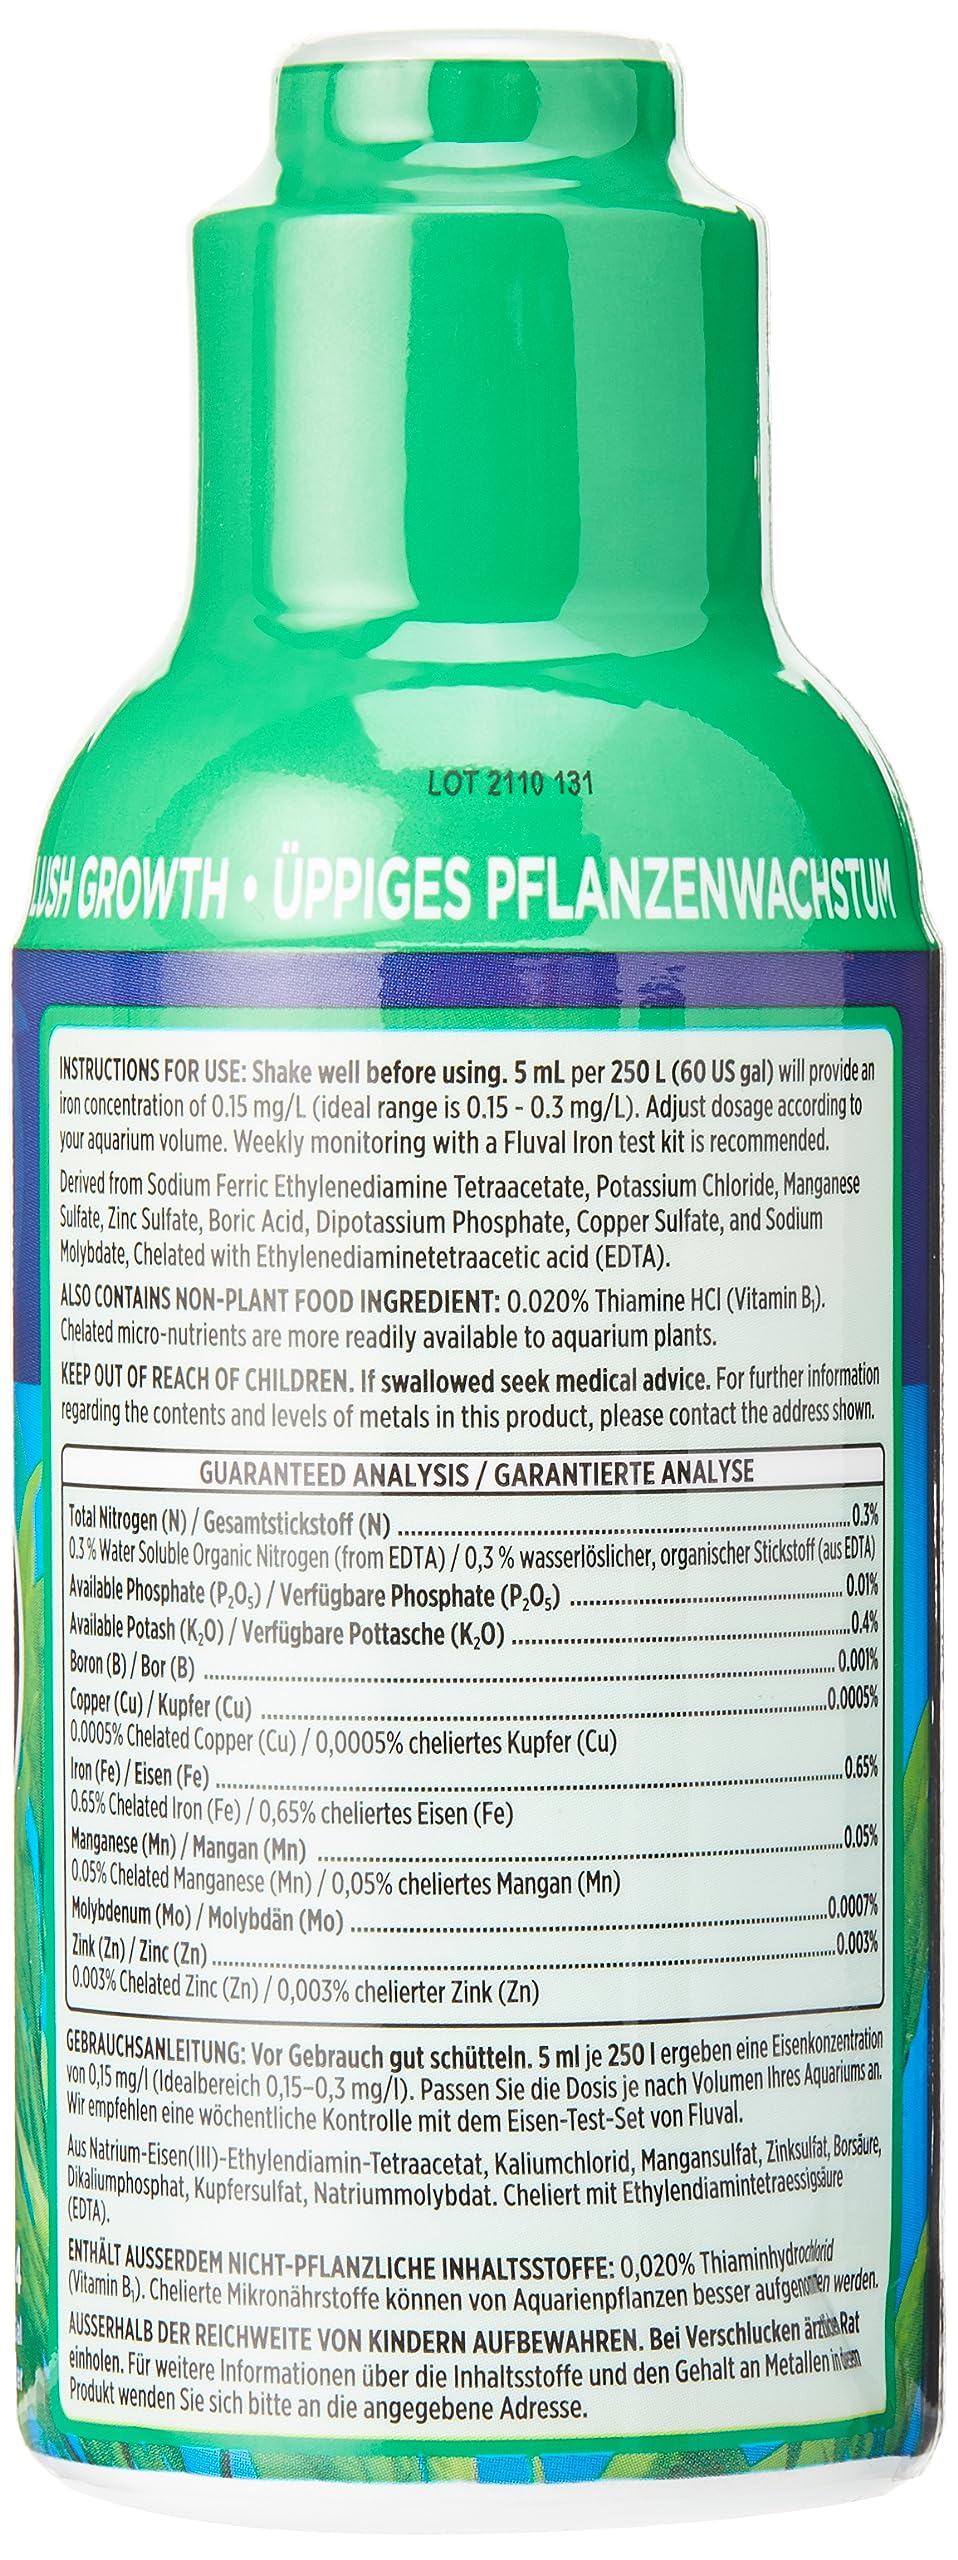 LOT 2110 131
LUSH GROWTH • ÜPPIGES PFLANZENWACHSTUM
INSTRUCTIONS FOR USE: Shake well before using. 5 mL per 250 L (60 US gal) will provide an
iron concentration of 0.15 mg/L (ideal range is 0.15 - 0.3 mg/L). Adjust dosage according to
your aquarium volume. Weekly monitoring with a Fluval Iron test kit is recommended.
Derived from Sodium Ferric Ethylenediamine Tetraacetate, Potassium Chloride, Manganese
Sulfate, Zinc Sulfate, Boric Acid, Dipotassium Phosphate, Copper Sulfate, and Sodium
Molybdate, Chelated with Ethylenediaminetetraacetic acid (EDTA).
ALSO CONTAINS NON-PLANT FOOD INGREDIENT: 0.020% Thiamine HCl (Vitamin B₁).
Chelated micro-nutrients are more readily available to aquarium plants.
KEEP OUT OF REACH OF CHILDREN. If swallowed seek medical advice. For further information
regarding the contents and levels of metals in this product, please contact the address shown.
GUARANTEED ANALYSIS / GARANTIERTE ANALYSE
Total Nitrogen (N) / Gesamtstickstoff (N) ... 0.3%
0.3 % Water Soluble Organic Nitrogen (from EDTA) / 0,3 % wasserlöslicher, organischer Stickstoff (aus EDTA)
Available Phosphate (P₂O₅) / Verfügbare Phosphate (P₂O₅) ... 0.01%
Available Potash (K₂O) / Verfügbare Pottasche (K₂O) ... 0.4%
Boron (B) / Bor (B) ... 0.001%
Copper (Cu) / Kupfer (Cu) ... 0.0005%
0.0005% Chelated Copper (Cu) / 0,0005% cheliertes Kupfer (Cu)
Iron (Fe) / Eisen (Fe) ... 0.65%
0.65% Chelated Iron (Fe) / 0,65% cheliertes Eisen (Fe)
Manganese (Mn) / Mangan (Mn) ... 0.05%
0.05% Chelated Manganese (Mn) / 0,05% cheliertes Mangan (Mn)
Molybdenum (Mo) / Molybdän (Mo) ... 0.0007%
Zink (Zn) / Zinc (Zn) ... 0.003%
0.003% Chelated Zinc (Zn) / 0,003% chelierter Zink (Zn)
GEBRAUCHSANLEITUNG: Vor Gebrauch gut schütteln. 5 ml je 250 l ergeben eine Eisenkonzentration
von 0,15 mg/l (Idealbereich 0,15–0,3 mg/l). Passen Sie die Dosis je nach Volumen Ihres Aquariums an.
Wir empfehlen eine wöchentliche Kontrolle mit dem Eisen-Test-Set von Fluval.
Aus Natrium-Eisen(III)-Ethylendiamin-Tetraacetat, Kaliumchlorid, Mangansulfat, Zinksulfat, Borsäure,
Dikaliumphosphat, Kupfersulfat, Natriummolybdat. Cheliert mit Ethylendiamintetraessigsäure
(EDTA).
ENTHÄLT AUSSERDEM NICHT-PFLANZLICHE INHALTSSTOFFE: 0,020% Thiaminhydrochlorid
(Vitamin B₁). Chelierte Mikronährstoffe können von Aquarienpflanzen besser aufgenommen werden.
AUSSERHALB DER REICHWEITE VON KINDERN AUFBEWAHREN. Bei Verschlucken ärztlichen Rat
einholen. Für weitere Informationen über die Inhaltsstoffe und den Gehalt an Metallen in diesem
Produkt wenden Sie sich bitte an die angegebene Adresse.